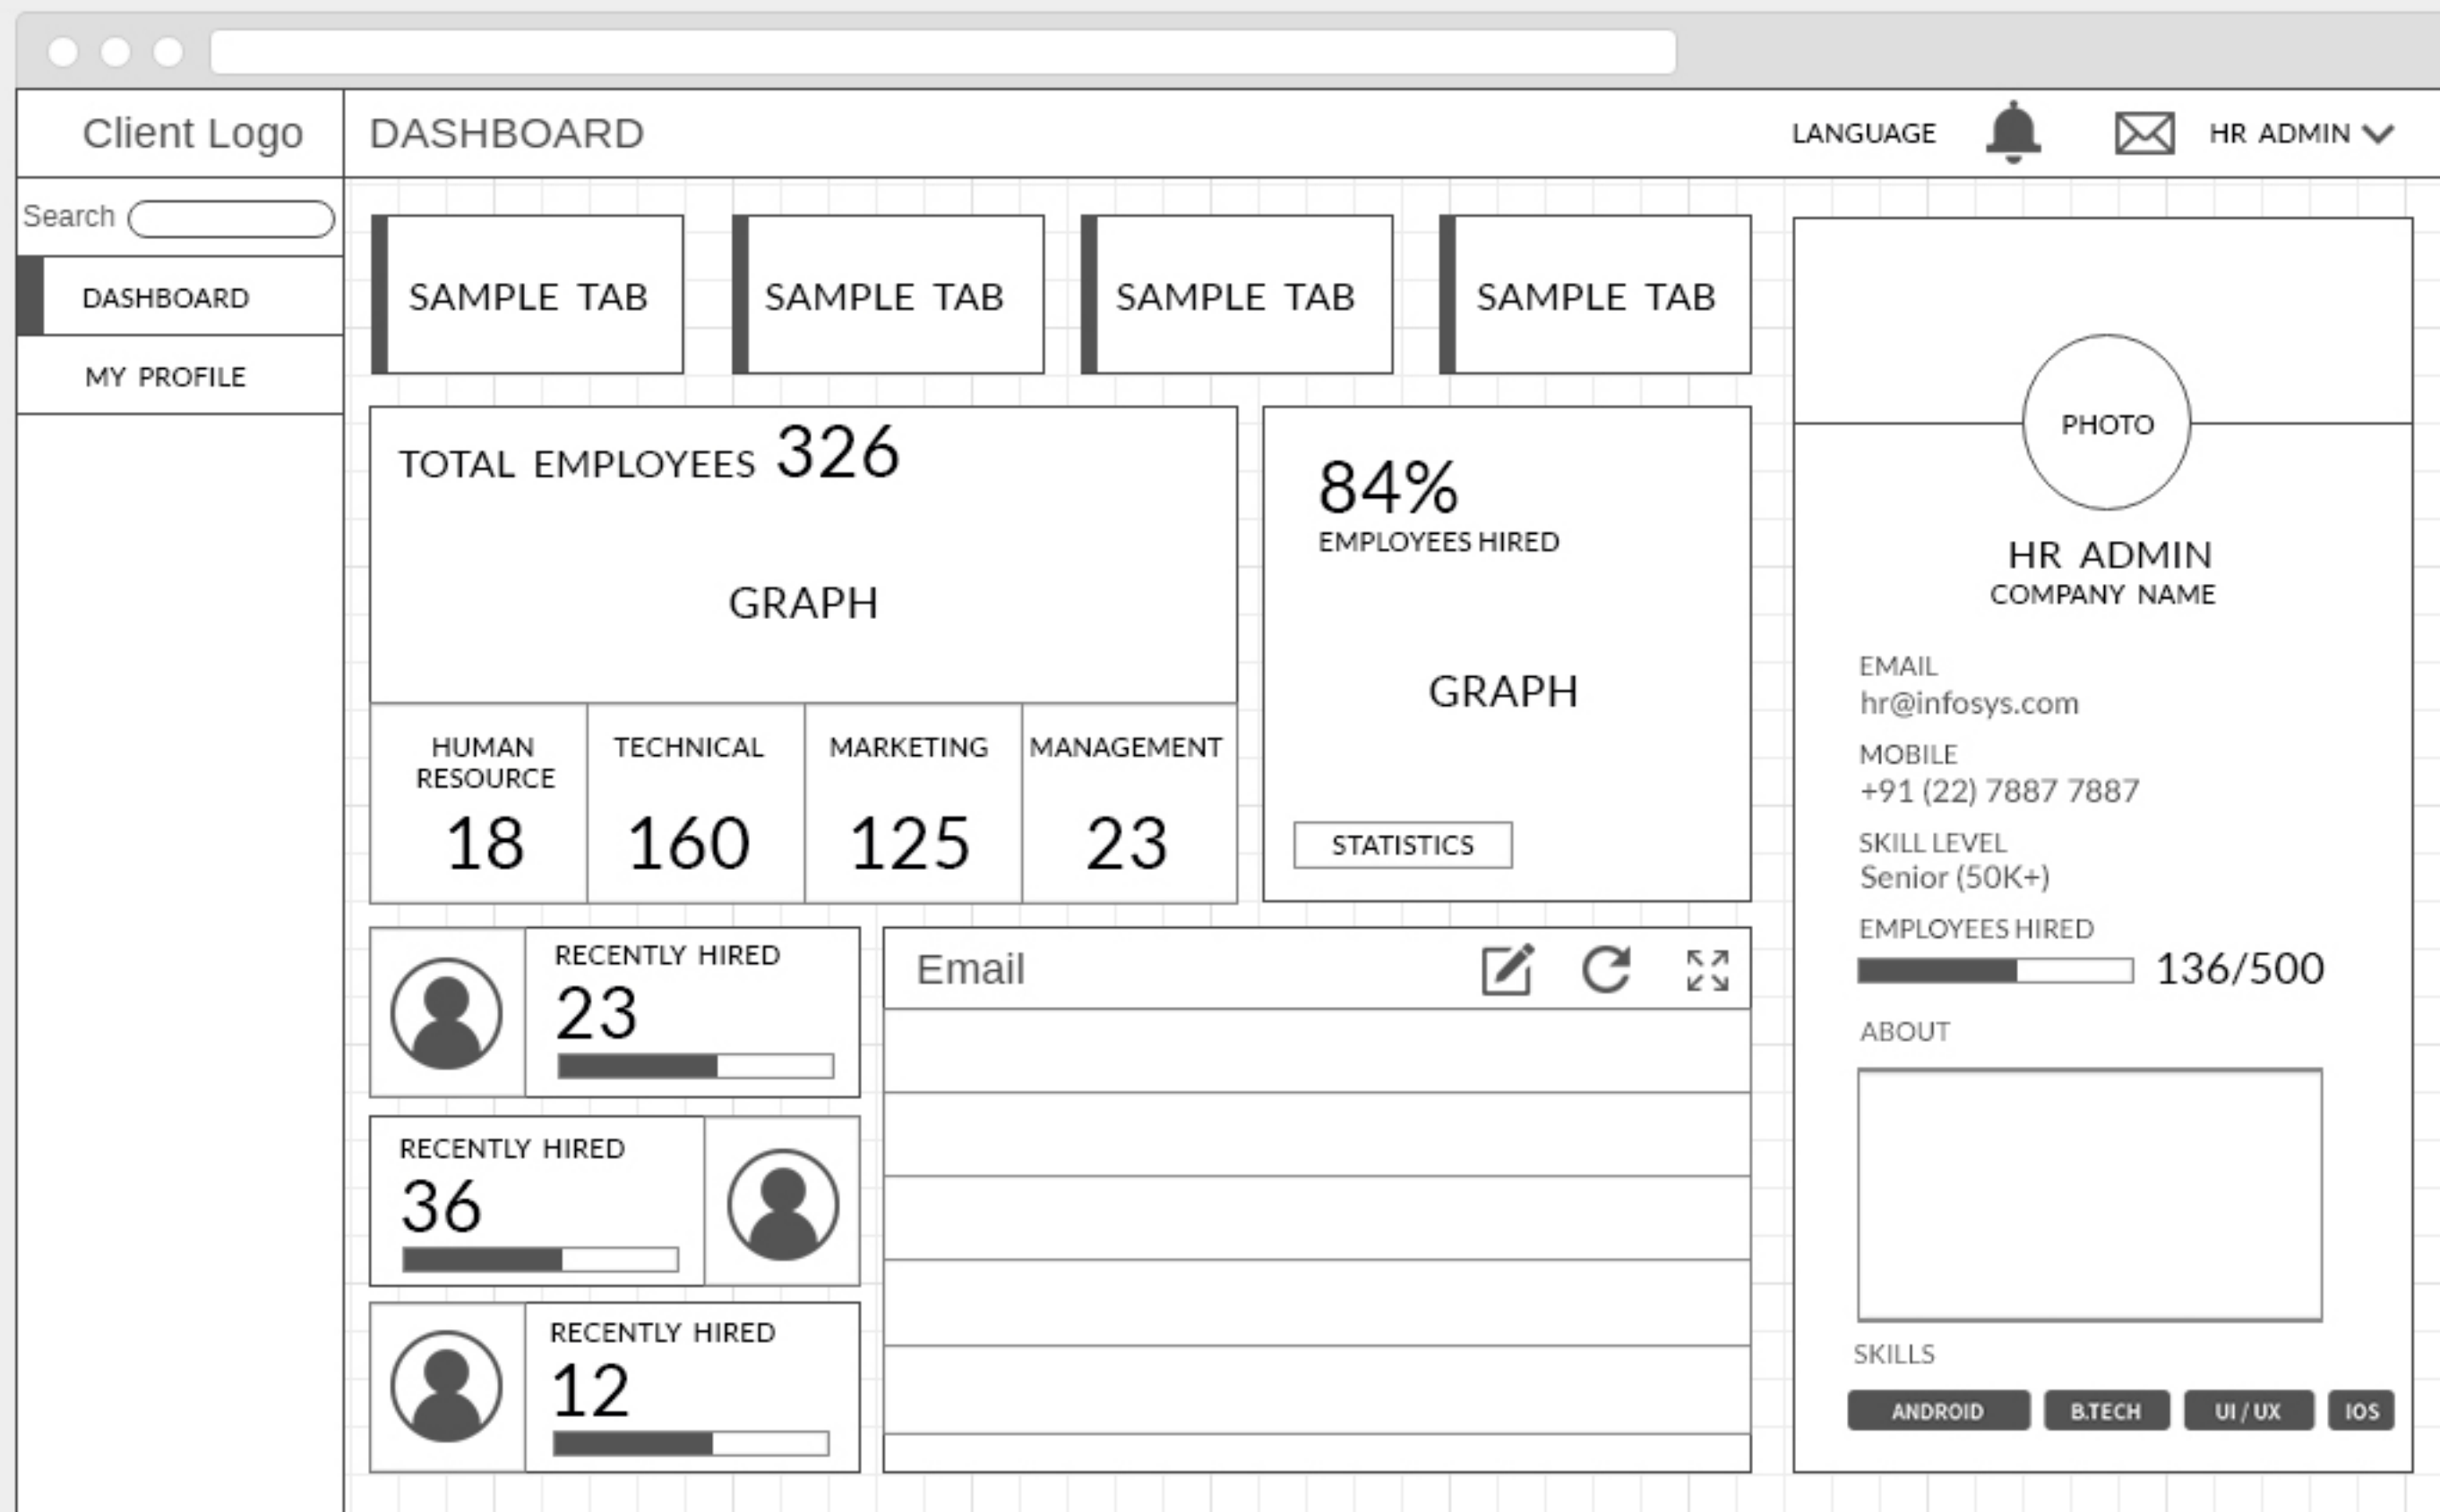 Client Logo
DASHBOARD
LANGUAGE
HR ADMIN
Search
DASHBOARD
MY PROFILE
SAMPLE TAB
SAMPLE TAB
SAMPLE TAB
SAMPLE TAB
TOTAL EMPLOYEES 326
GRAPH
HUMAN
RESOURCE
18
TECHNICAL
160
MARKETING
125
MANAGEMENT
23
84%
EMPLOYEES HIRED
GRAPH
STATISTICS
RECENTLY HIRED
23
RECENTLY HIRED
36
RECENTLY HIRED
12
Email
PHOTO
HR ADMIN
COMPANY NAME
EMAIL
hr@infosys.com
MOBILE
+91 (22) 7887 7887
SKILL LEVEL
Senior (50K+)
EMPLOYEES HIRED
136/500
ABOUT
SKILLS
ANDROID
B.TECH
UI / UX
IOS